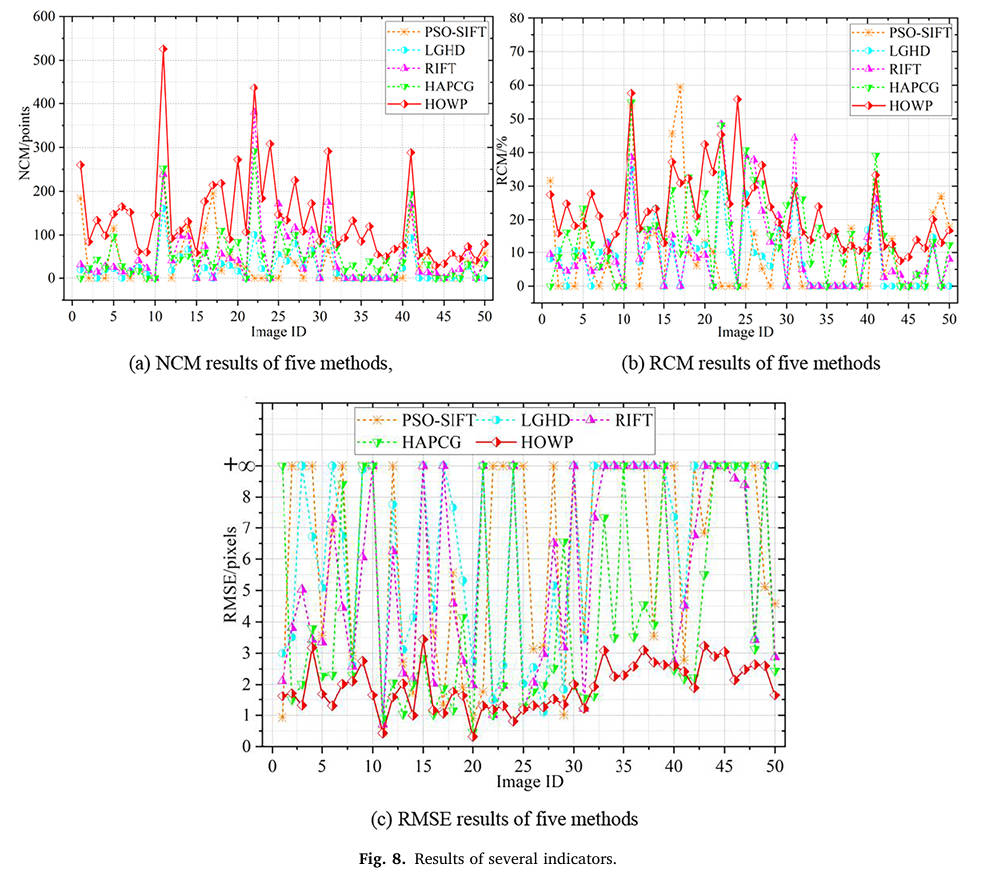 600
500
400
300
200
100
0
NCM/points
PSO-SIFT
LGHD
RIFT
HAPCG
HOWP
0 5 10 15 20 25 30 35 40 45 50
Image ID
(a) NCM results of five methods,
80
70
60
50
40
30
20
10
0
RCM/%
PSO-SIFT
LGHD
RIFT
HAPCG
HOWP
0 5 10 15 20 25 30 35 40 45 50
Image ID
(b) RCM results of five methods
PSO-SIFT LGHD RIFT
HAPCG HOWP
+∞
8
7
6
5
4
3
2
1
0
RMSE/pixels
0 5 10 15 20 25 30 35 40 45 50
Image ID
(c) RMSE results of five methods
Fig. 8. Results of several indicators.